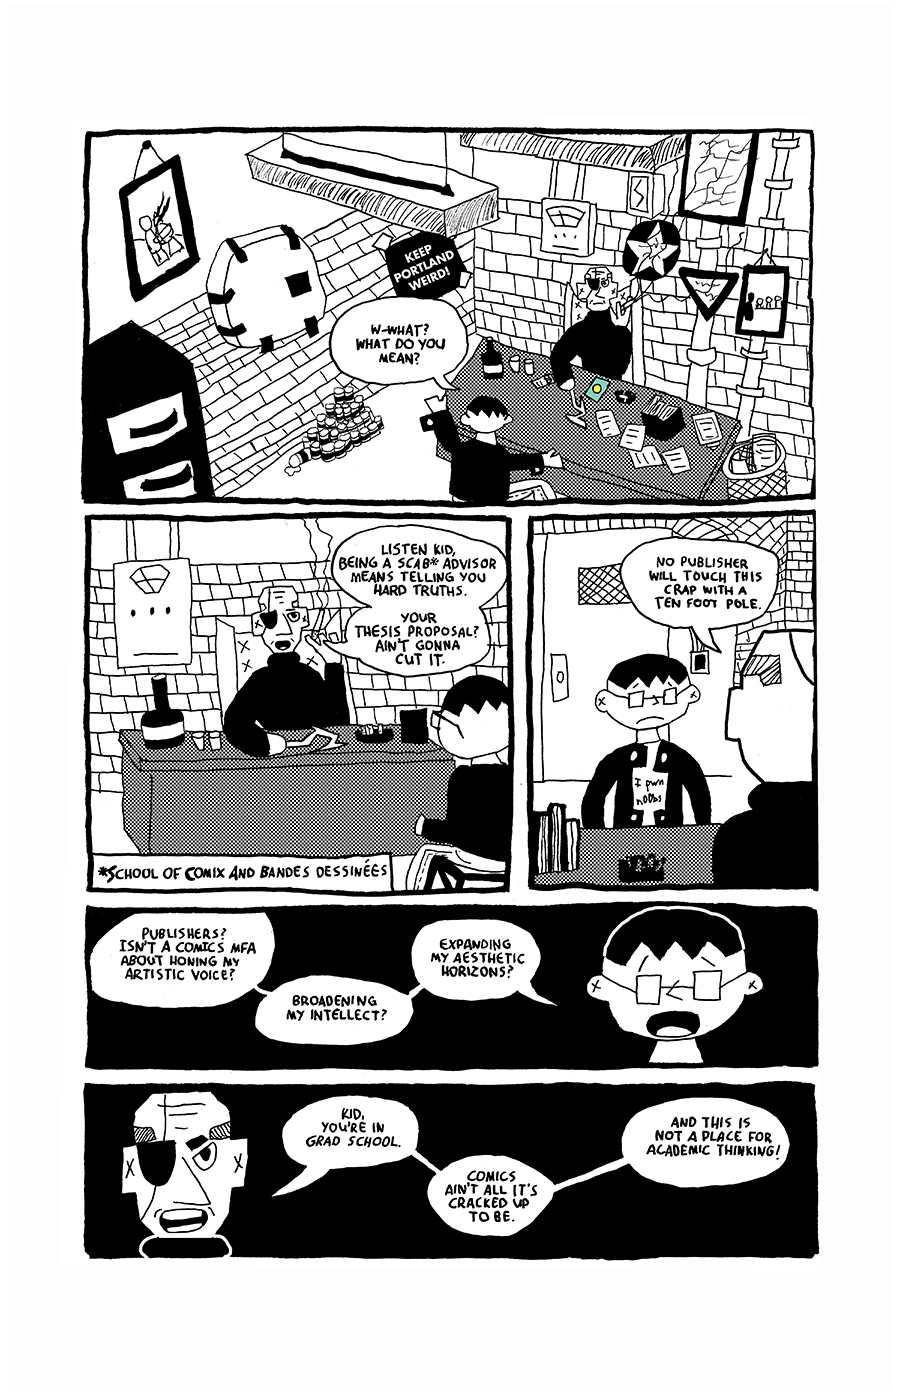 KEEP
PORTLAND
WEIRD!
W-WHAT?
WHAT DO YOU
MEAN?
LISTEN KID,
BEING A SCAB* ADVISOR
MEANS TELLING YOU
HARD TRUTHS.
YOUR
THESIS PROPOSAL?
AIN'T GONNA
CUT IT.
*SCHOOL OF COMIX AND BANDES DESSINÉES
NO PUBLISHER
WILL TOUCH THIS
CRAP WITH A
TEN FOOT POLE.
I pwn
n00bs
PUBLISHERS?
ISN'T A COMICS MFA
ABOUT HONING MY
ARTISTIC VOICE?
BROADENING
MY INTELLECT?
EXPANDING
MY AESTHETIC
HORIZONS?
KID,
YOU'RE IN
GRAD SCHOOL.
COMICS
AIN'T ALL IT'S
CRACKED UP
TO BE.
AND THIS IS
NOT A PLACE FOR
ACADEMIC THINKING!